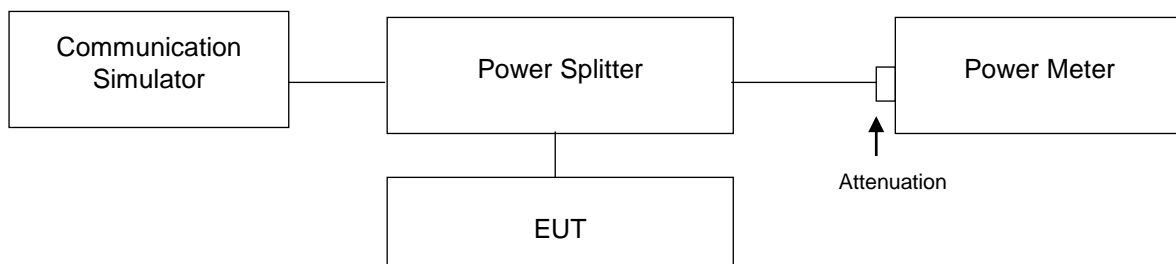 Communication
Simulator
Power Splitter
Power Meter
Attenuation
EUT